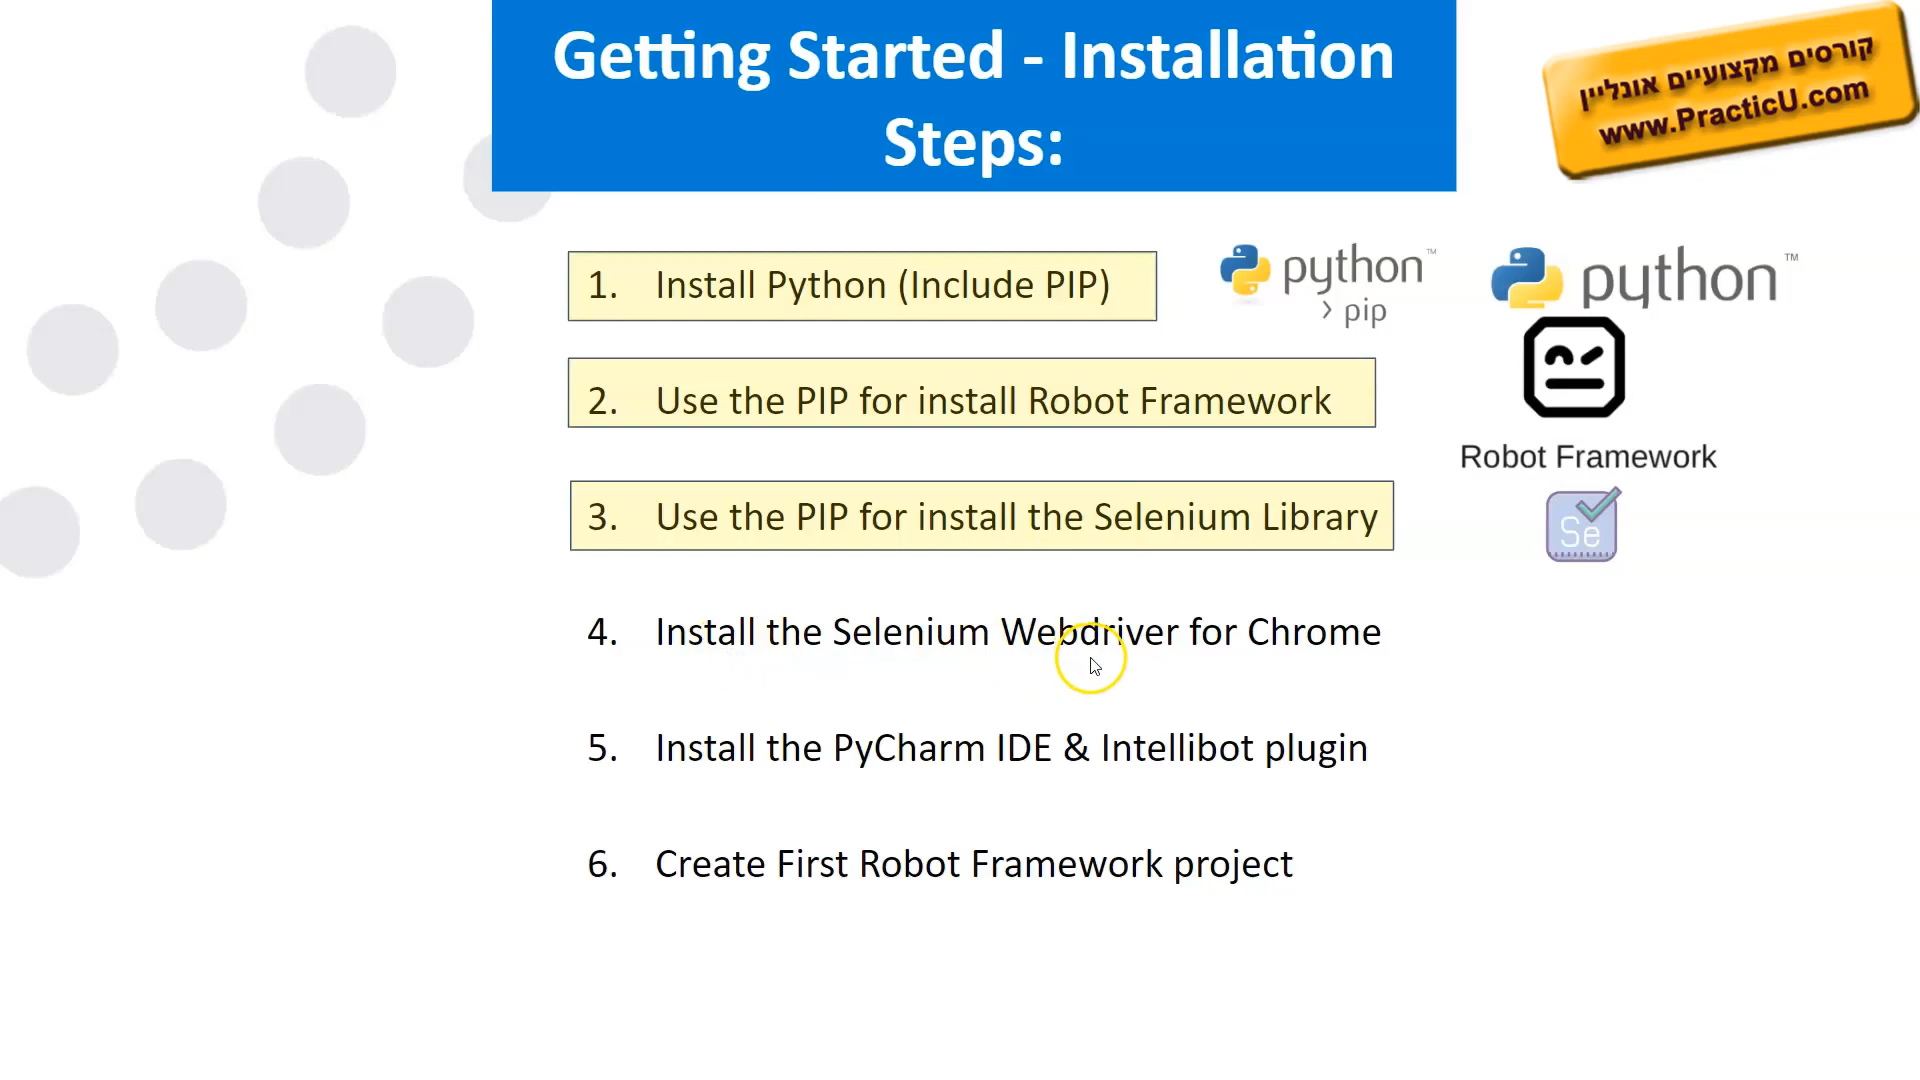 Getting Started - Installation
Steps:
קורסים מקצועיים אונליין
www.PracticU.com
1. Install Python (Include PIP)
python™
> pip
python™
2. Use the PIP for install Robot Framework
Robot Framework
3. Use the PIP for install the Selenium Library
Se
4. Install the Selenium Webdriver for Chrome
5. Install the PyCharm IDE & Intellibot plugin
6. Create First Robot Framework project